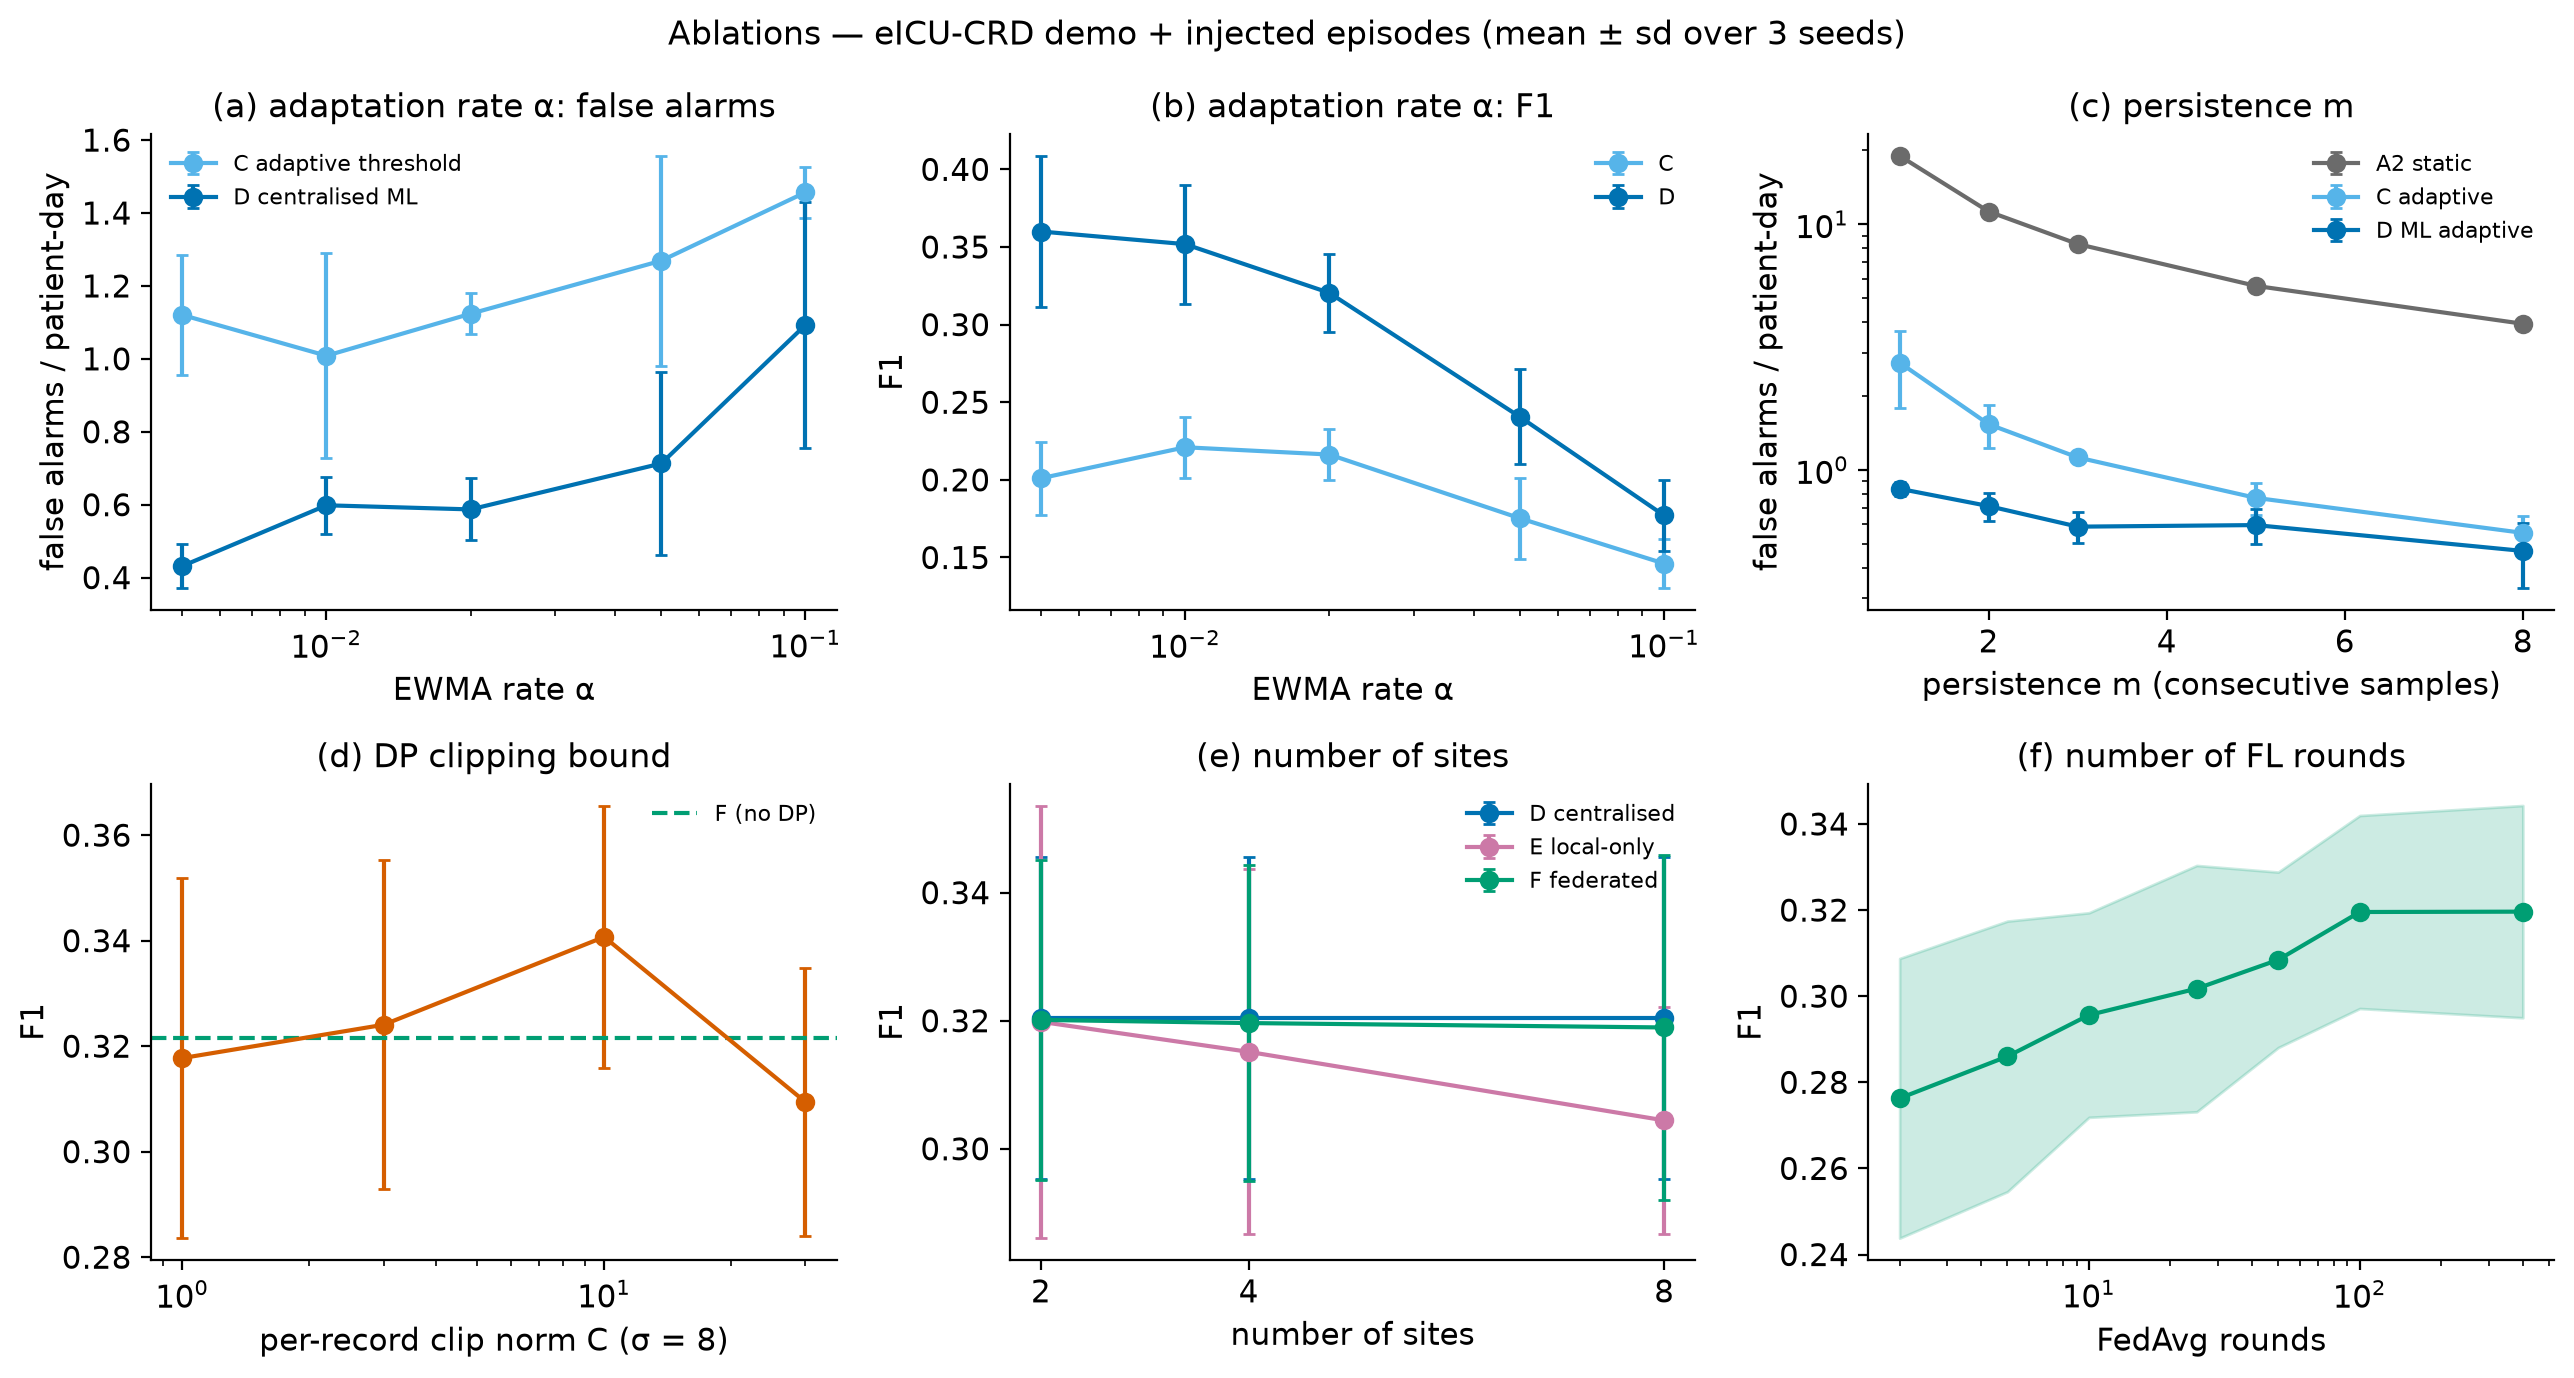 Ablations — eICU-CRD demo + injected episodes (mean ± sd over 3 seeds)
(a) adaptation rate α: false alarms
false alarms / patient-day
1.6
1.4
1.2
1.0
0.8
0.6
0.4
C adaptive threshold
D centralised ML
10⁻²
10⁻¹
EWMA rate α
(b) adaptation rate α: F1
F1
0.40
0.35
0.30
0.25
0.20
0.15
C
D
10⁻²
10⁻¹
EWMA rate α
(c) persistence m
false alarms / patient-day
10¹
10⁰
A2 static
C adaptive
D ML adaptive
2
4
6
8
persistence m (consecutive samples)
(d) DP clipping bound
F1
0.36
0.34
0.32
0.30
0.28
F (no DP)
10⁰
10¹
per-record clip norm C (σ = 8)
(e) number of sites
F1
0.34
0.32
0.30
D centralised
E local-only
F federated
2
4
8
number of sites
(f) number of FL rounds
F1
0.34
0.32
0.30
0.28
0.26
0.24
10¹
10²
FedAvg rounds